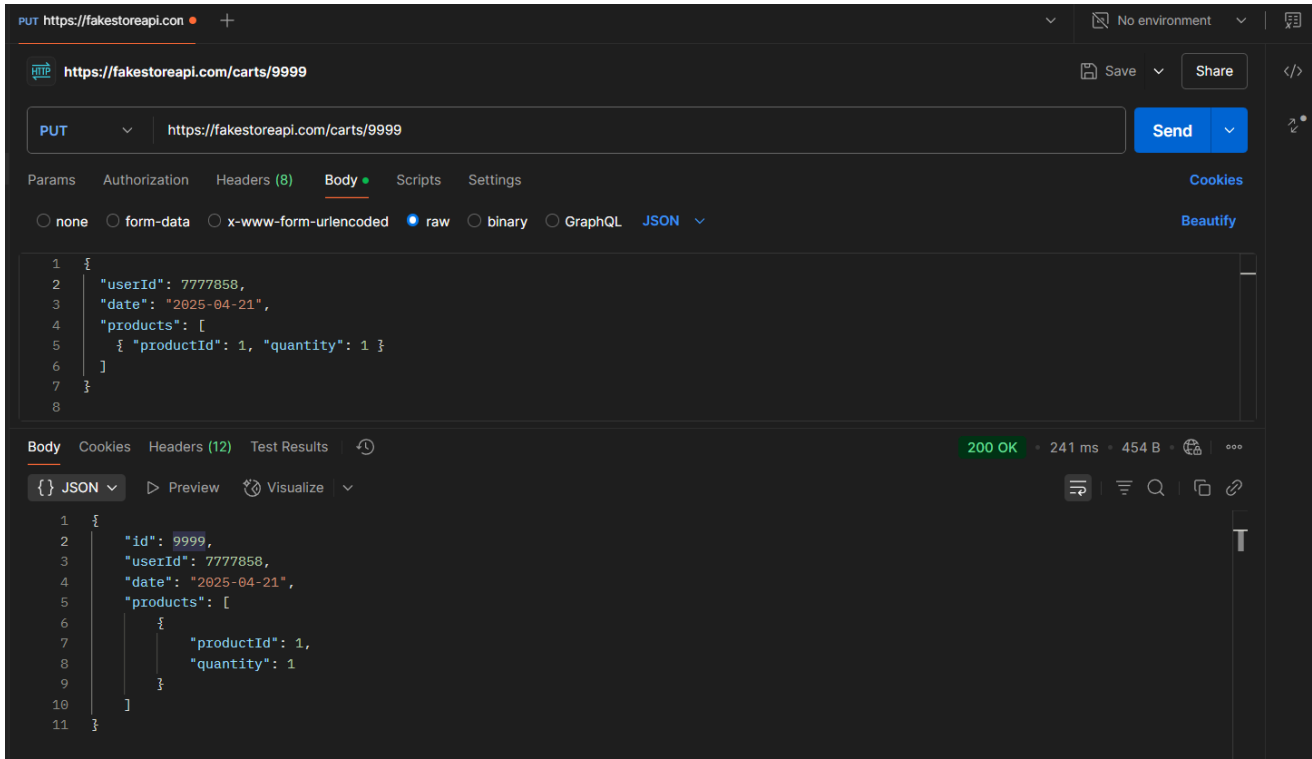 PUT https://fakestoreapi.con
No environment
HTTP https://fakestoreapi.com/carts/9999
Save
Share
PUT https://fakestoreapi.com/carts/9999
Send
Params Authorization Headers (8) Body Scripts Settings
Cookies
none form-data x-www-form-urlencoded raw binary GraphQL JSON
Beautify
1 {
2 "userId": 7777858,
3 "date": "2025-04-21",
4 "products": [
5 { "productId": 1, "quantity": 1 }
6 ]
7 }
8
Body Cookies Headers (12) Test Results
200 OK • 241 ms • 454 B
{} JSON Preview Visualize
1 {
2 "id": 9999,
3 "userId": 7777858,
4 "date": "2025-04-21",
5 "products": [
6 {
7 "productId": 1,
8 "quantity": 1
9 }
10 ]
11 }